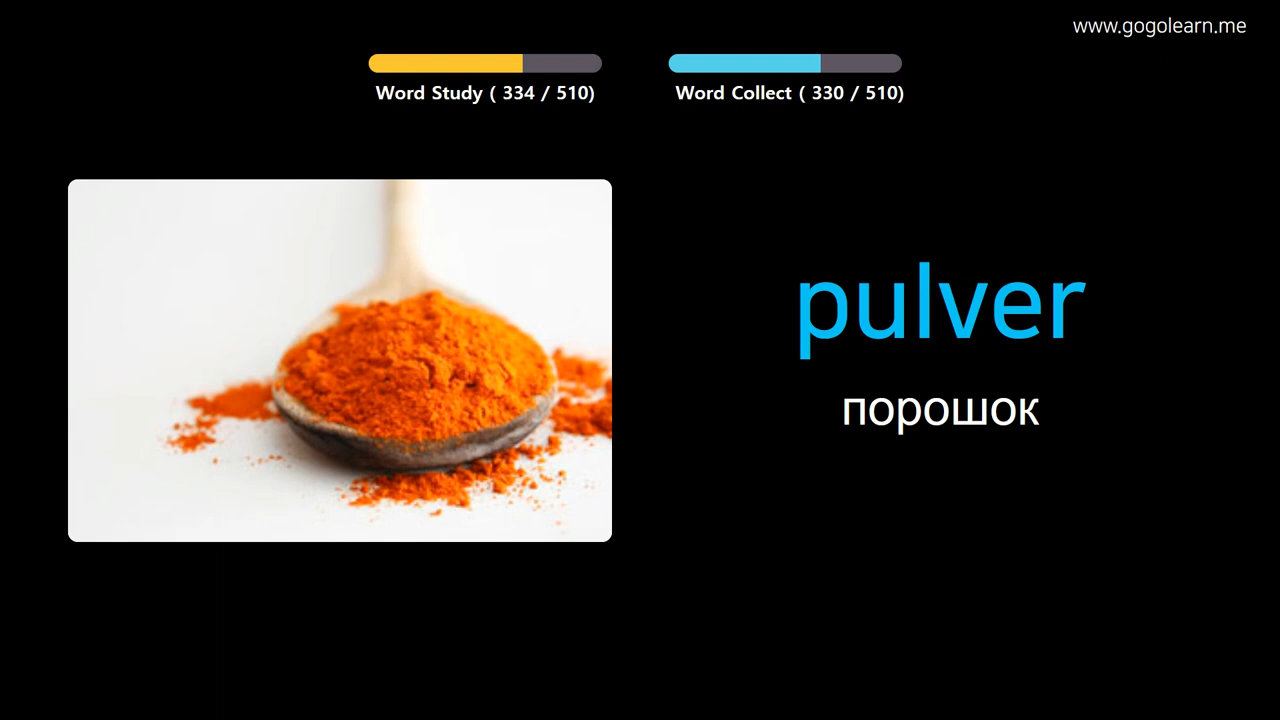 www.gogolearn.me
Word Study ( 334 / 510)
Word Collect ( 330 / 510)
pulver
порошок